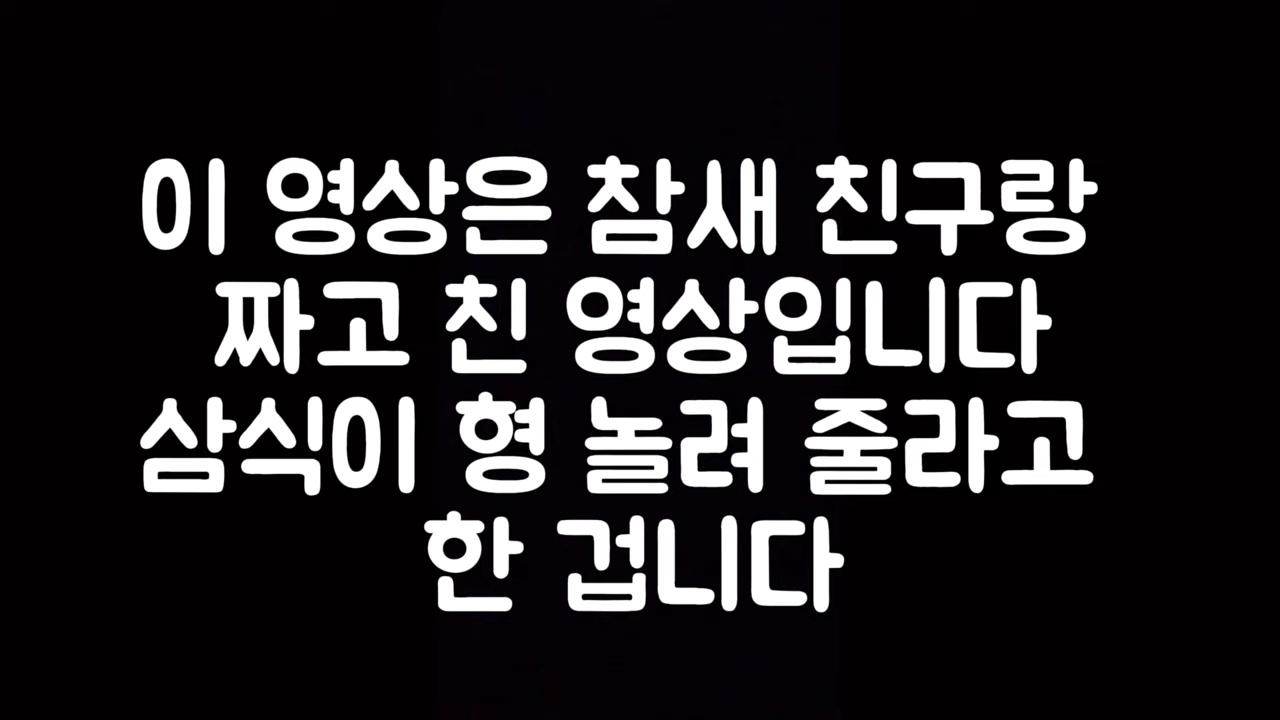 이 영상은 참새 친구랑
짜고 친 영상입니다
삼식이 형 놀려 줄라고
한 겁니다